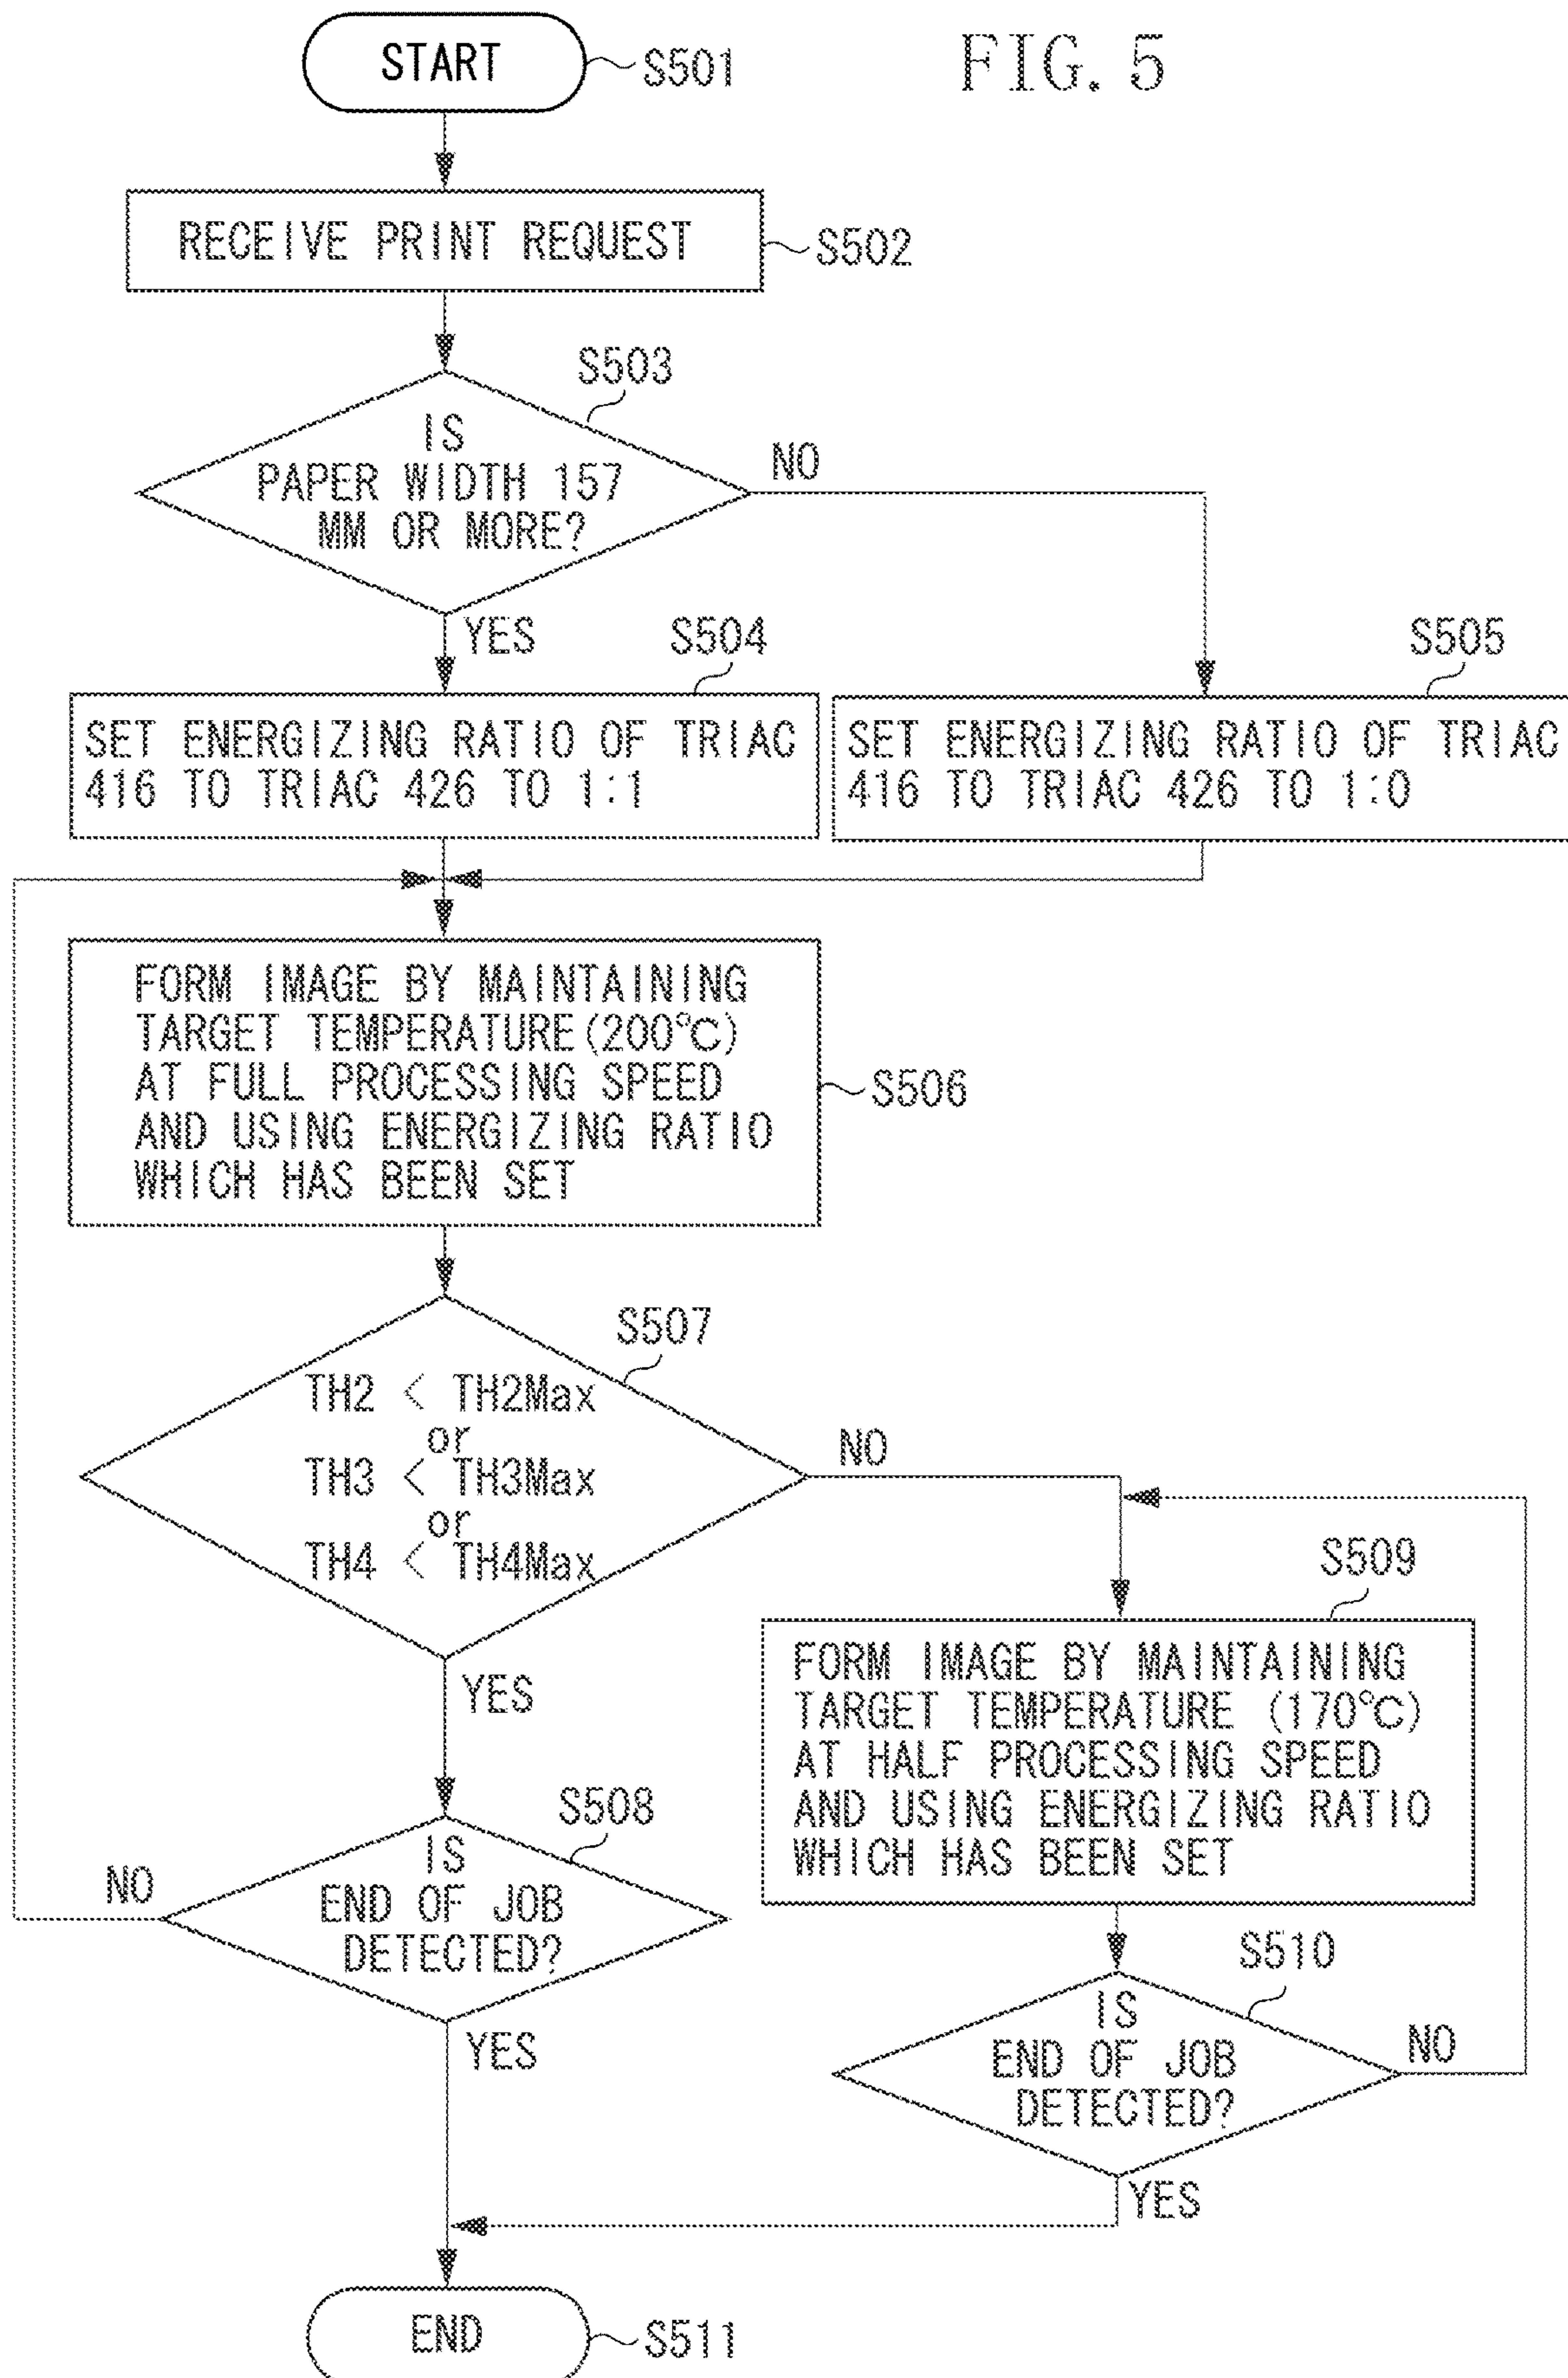 FIG. 5
START
S501
RECEIVE PRINT REQUEST
S502
S503
IS
PAPER WIDTH 157
MM OR MORE?
NO
YES
S504
SET ENERGIZING RATIO OF TRIAC
416 TO TRIAC 426 TO 1:1
S505
SET ENERGIZING RATIO OF TRIAC
416 TO TRIAC 426 TO 1:0
FORM IMAGE BY MAINTAINING
TARGET TEMPERATURE(200℃)
AT FULL PROCESSING SPEED
AND USING ENERGIZING RATIO
WHICH HAS BEEN SET
S506
S507
TH2 < TH2Max
or
TH3 < TH3Max
or
TH4 < TH4Max
NO
YES
S509
FORM IMAGE BY MAINTAINING
TARGET TEMPERATURE (170℃)
AT HALF PROCESSING SPEED
AND USING ENERGIZING RATIO
WHICH HAS BEEN SET
S508
IS
END OF JOB
DETECTED?
NO
YES
S510
IS
END OF JOB
DETECTED?
NO
YES
END
S511